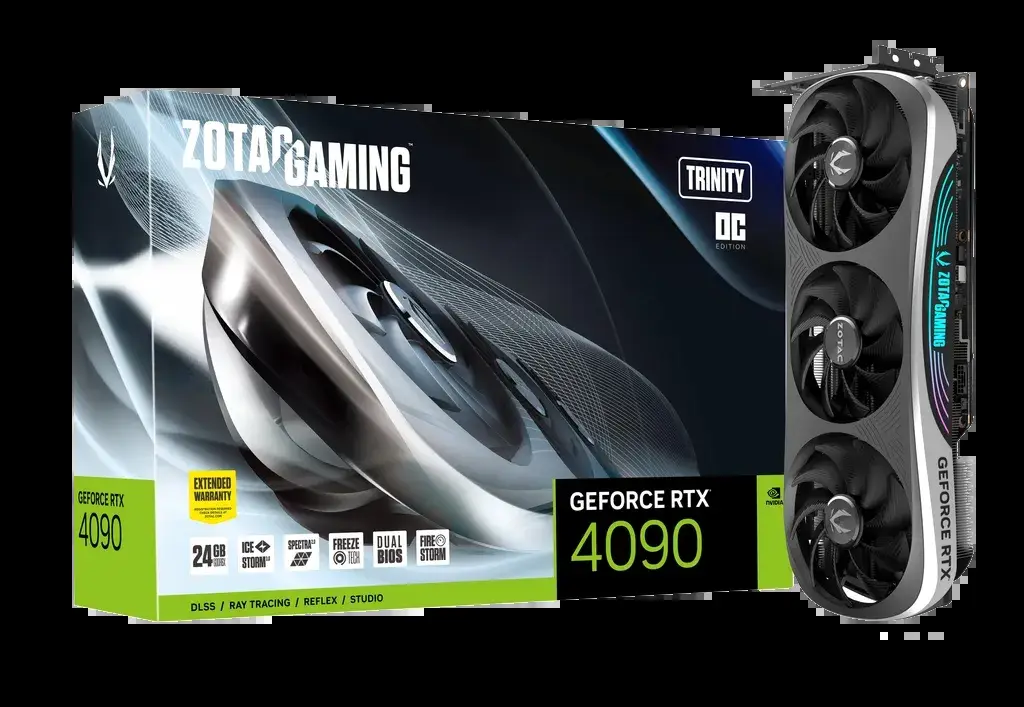 ZOTAC GAMING
TRINITY
OC
EDITION
EXTENDED
WARRANTY
24GB
ICE
STORM
SPECTRA
FREEZE
TECH
DUAL
BIOS
FIRE
STORM
GEFORCE RTX
4090
NVIDIA
GEFORCE RTX
4090
DLSS / RAY TRACING / REFLEX / STUDIO
ZOTAC
ZOTAC GAMING
GEFORCE RTX